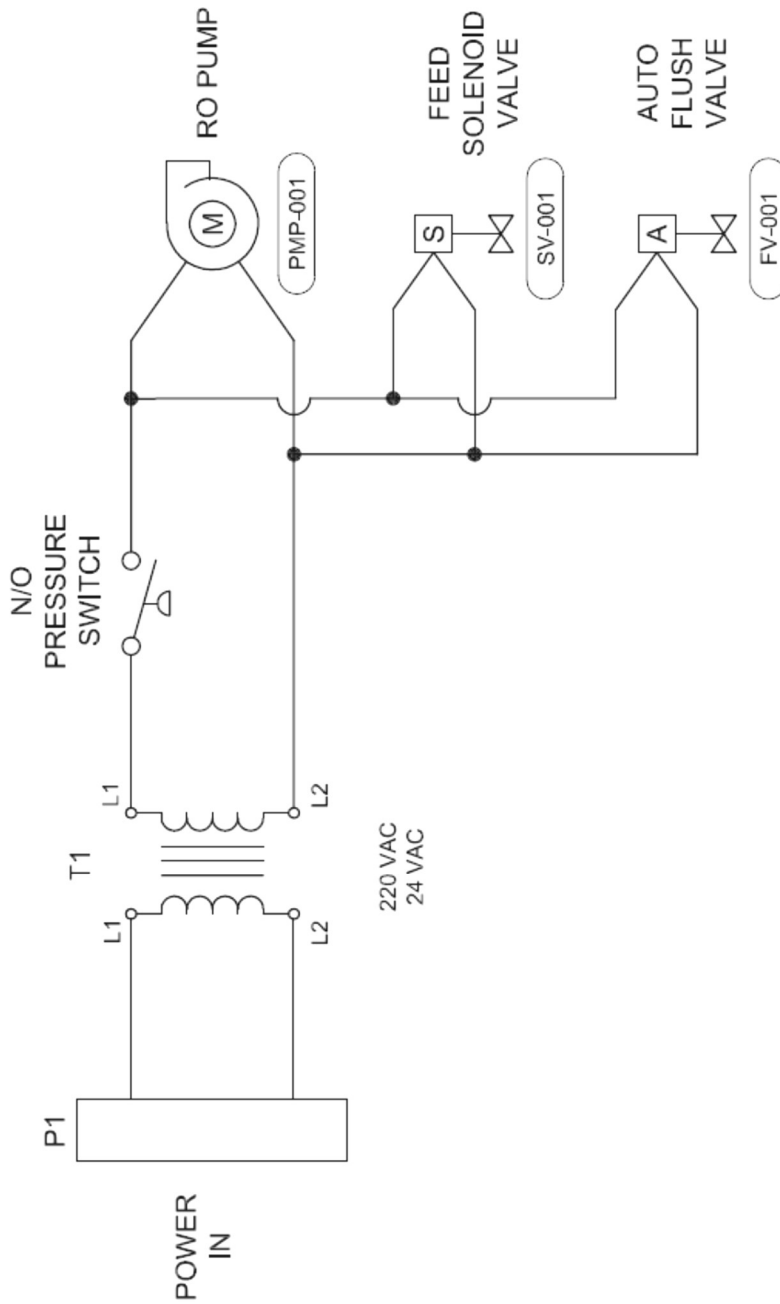 POWER
IN
P1
T1
L1
L1
L2
L2
220 VAC
24 VAC
N/O
PRESSURE
SWITCH
M
RO PUMP
PMP-001
S
FEED
SOLENOID
VALVE
SV-001
A
AUTO
FLUSH
VALVE
FV-001